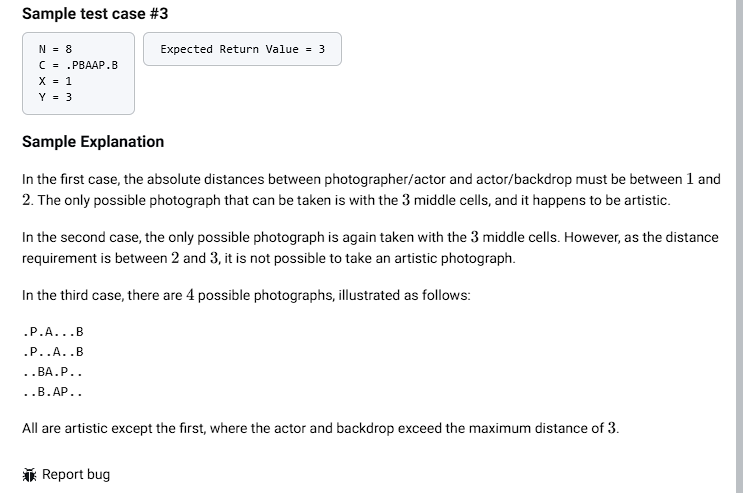 Sample test case #3
N = 8
C = .PBAAP.B
X = 1
Y = 3
Expected Return Value = 3
Sample Explanation
In the first case, the absolute distances between photographer/actor and actor/backdrop must be between 1 and
2. The only possible photograph that can be taken is with the 3 middle cells, and it happens to be artistic.
In the second case, the only possible photograph is again taken with the 3 middle cells. However, as the distance
requirement is between 2 and 3, it is not possible to take an artistic photograph.
In the third case, there are 4 possible photographs, illustrated as follows:
.P.A...B
.P..A..B
..BA.P..
..B.AP..
All are artistic except the first, where the actor and backdrop exceed the maximum distance of 3.
Report bug